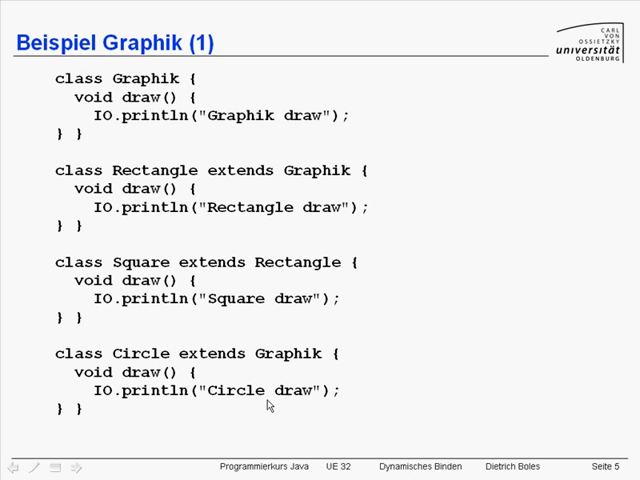 Beispiel Graphik (1)
CARL
VON
OSSIETZKY
universität
OLDENBURG
class Graphik {
  void draw() {
    IO.println("Graphik draw");
} }
class Rectangle extends Graphik {
  void draw() {
    IO.println("Rectangle draw");
} }
class Square extends Rectangle {
  void draw() {
    IO.println("Square draw");
} }
class Circle extends Graphik {
  void draw() {
    IO.println("Circle draw");
} }
Programmierkurs Java UE 32 Dynamisches Binden Dietrich Boles Seite 5